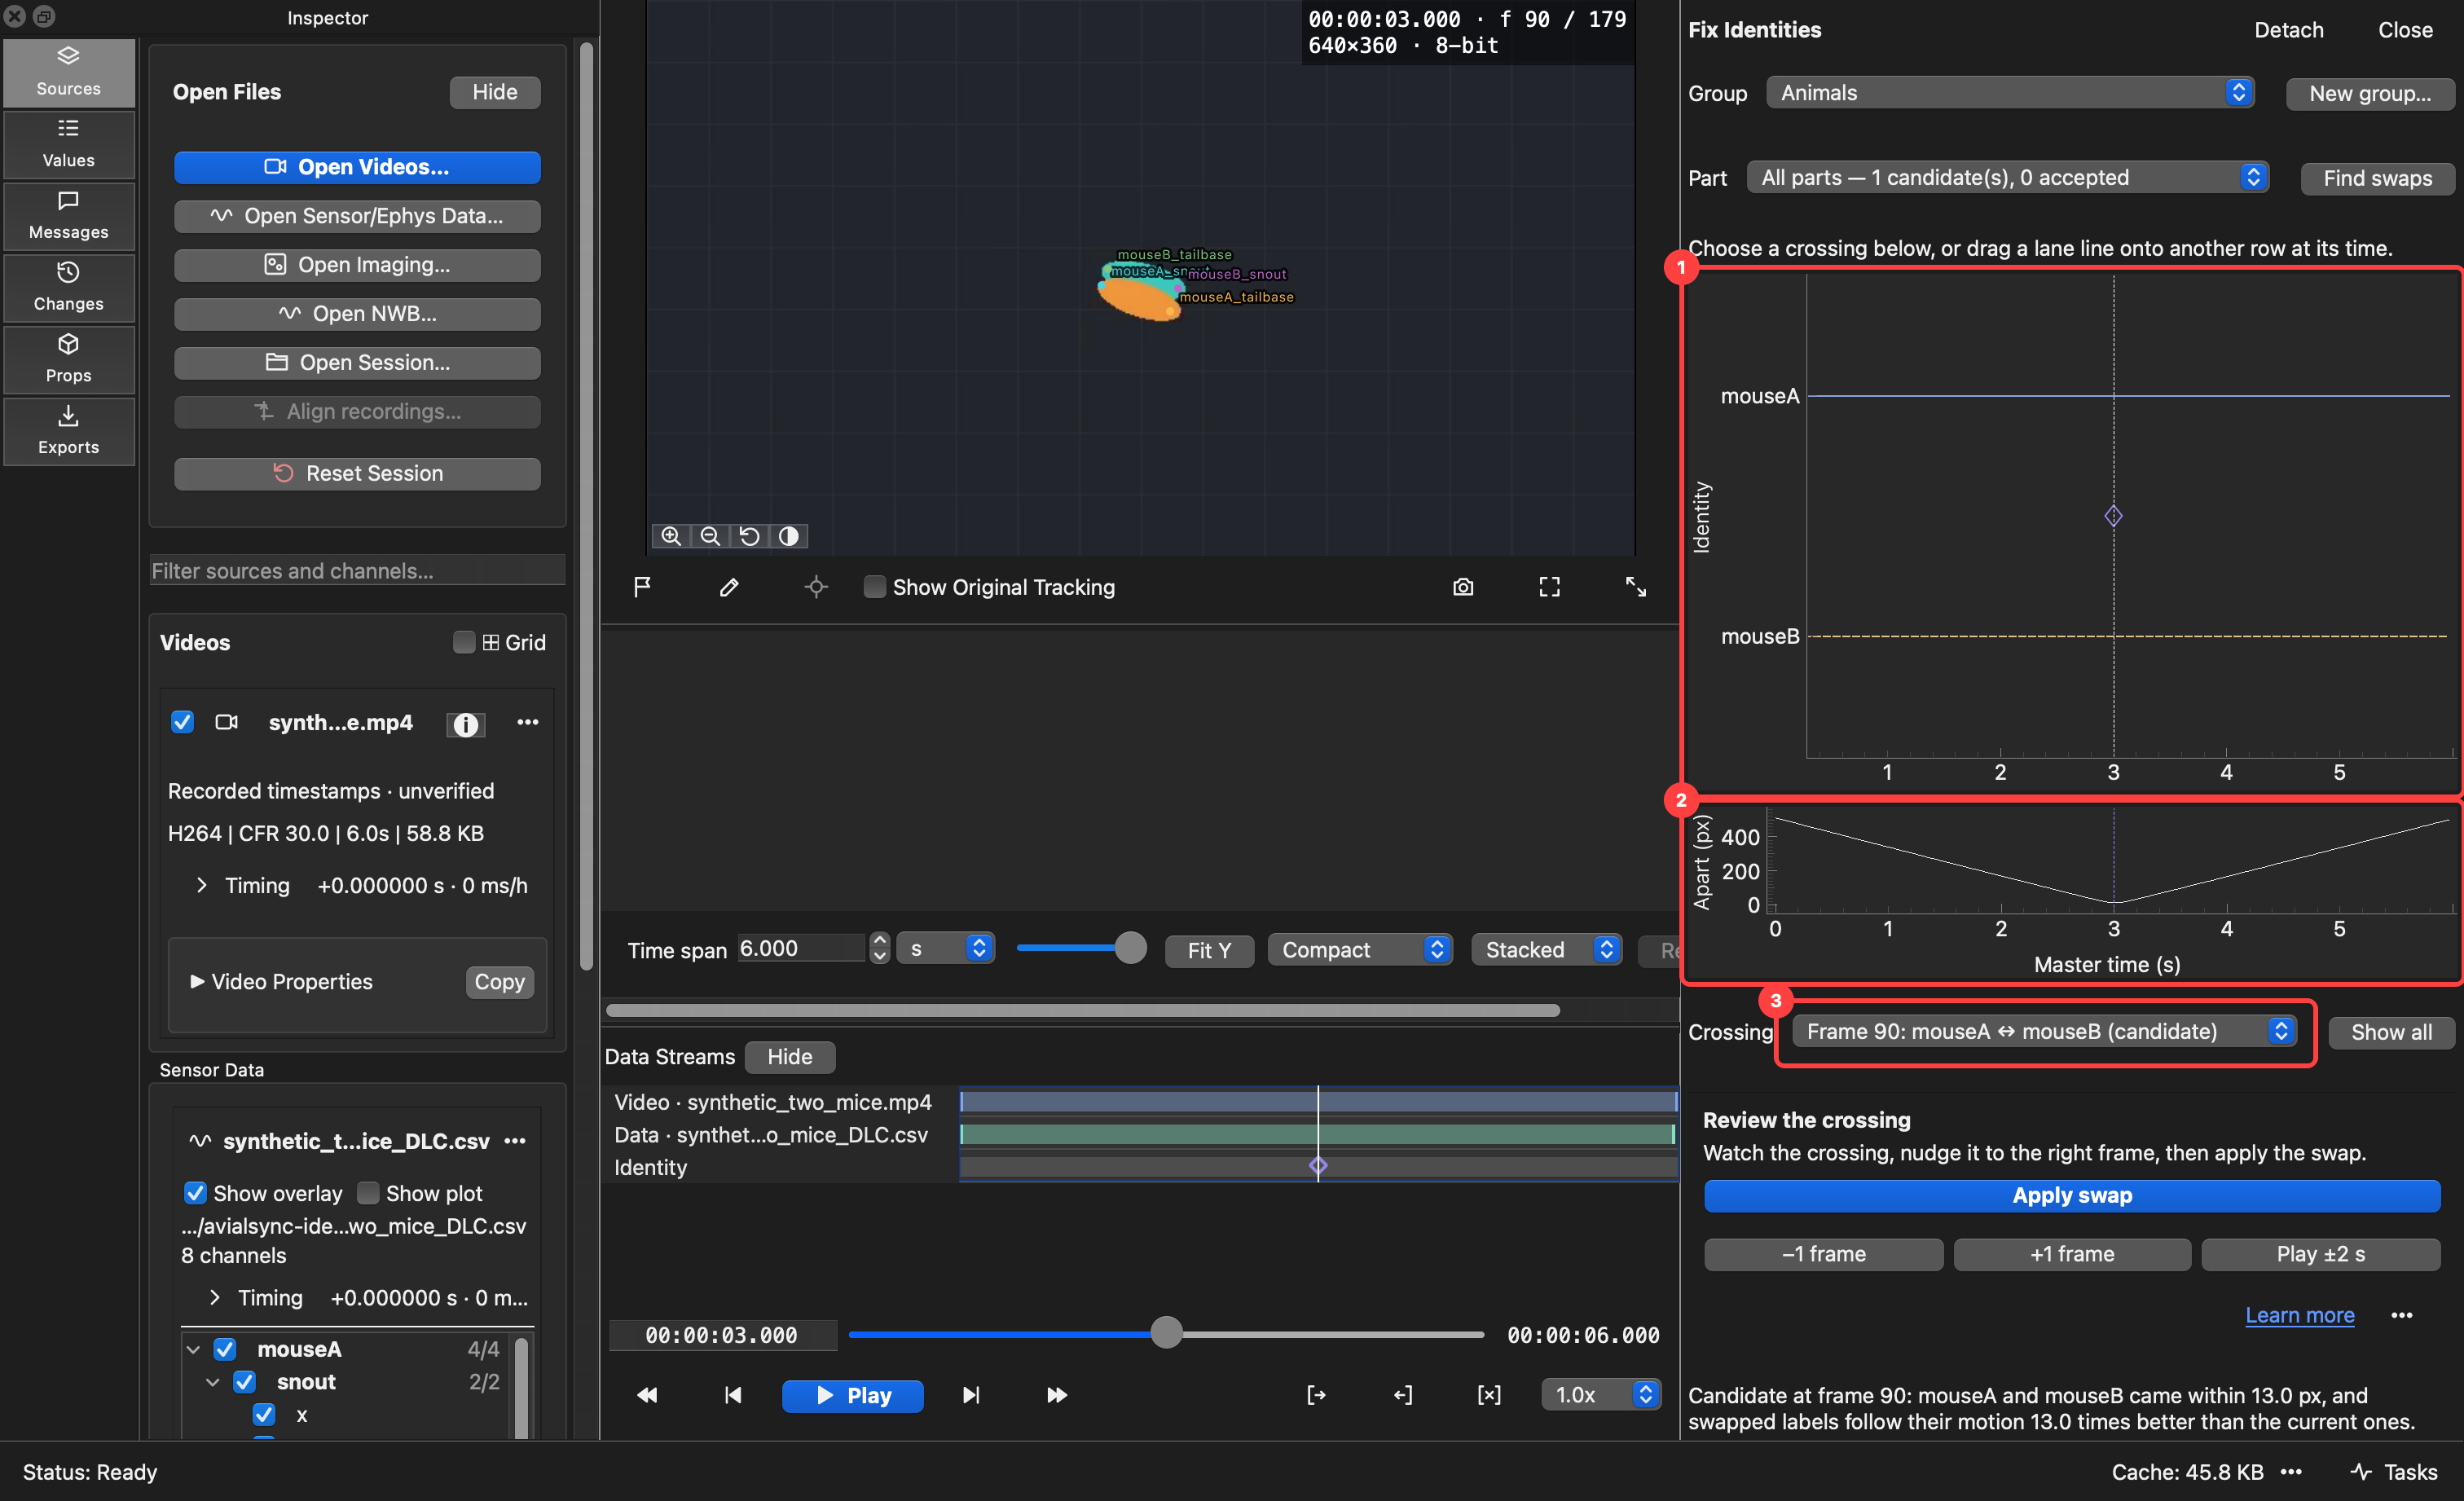 Inspector
Sources
Values
Messages
Changes
Props
Exports
Open Files
Hide
Open Videos...
Open Sensor/Ephys Data...
Open Imaging...
Open NWB...
Open Session...
Align recordings...
Reset Session
Filter sources and channels...
Videos
Grid
synth...e.mp4
Recorded timestamps · unverified
H264 | CFR 30.0 | 6.0s | 58.8 KB
Timing +0.000000 s · 0 ms/h
Video Properties
Copy
Sensor Data
synthetic_t...ice_DLC.csv
Show overlay
Show plot
.../avialsync-ide...wo_mice_DLC.csv
8 channels
Timing +0.000000 s · 0 m...
mouseA 4/4
snout 2/2
x
00:00:03.000 · f 90 / 179
640×360 · 8-bit
mouseB_tailbase
mouseA_snout
mouseB_snout
mouseA_tailbase
Show Original Tracking
Time span
6.000
s
Fit Y
Compact
Stacked
Re
Data Streams
Hide
Video · synthetic_two_mice.mp4
Data · synthet...o_mice_DLC.csv
Identity
00:00:03.000
00:00:06.000
Play
1.0x
Fix Identities
Detach
Close
Group
Animals
New group...
Part
All parts — 1 candidate(s), 0 accepted
Find swaps
Choose a crossing below, or drag a lane line onto another row at its time.
1
mouseA
Identity
mouseB
1 2 3 4 5
2
Apart (px)
400
200
0
0 1 2 3 4 5
Master time (s)
3
Crossing
Frame 90: mouseA ↔ mouseB (candidate)
Show all
Review the crossing
Watch the crossing, nudge it to the right frame, then apply the swap.
Apply swap
−1 frame
+1 frame
Play ±2 s
Learn more
Candidate at frame 90: mouseA and mouseB came within 13.0 px, and
swapped labels follow their motion 13.0 times better than the current ones.
Status: Ready
Cache: 45.8 KB
Tasks